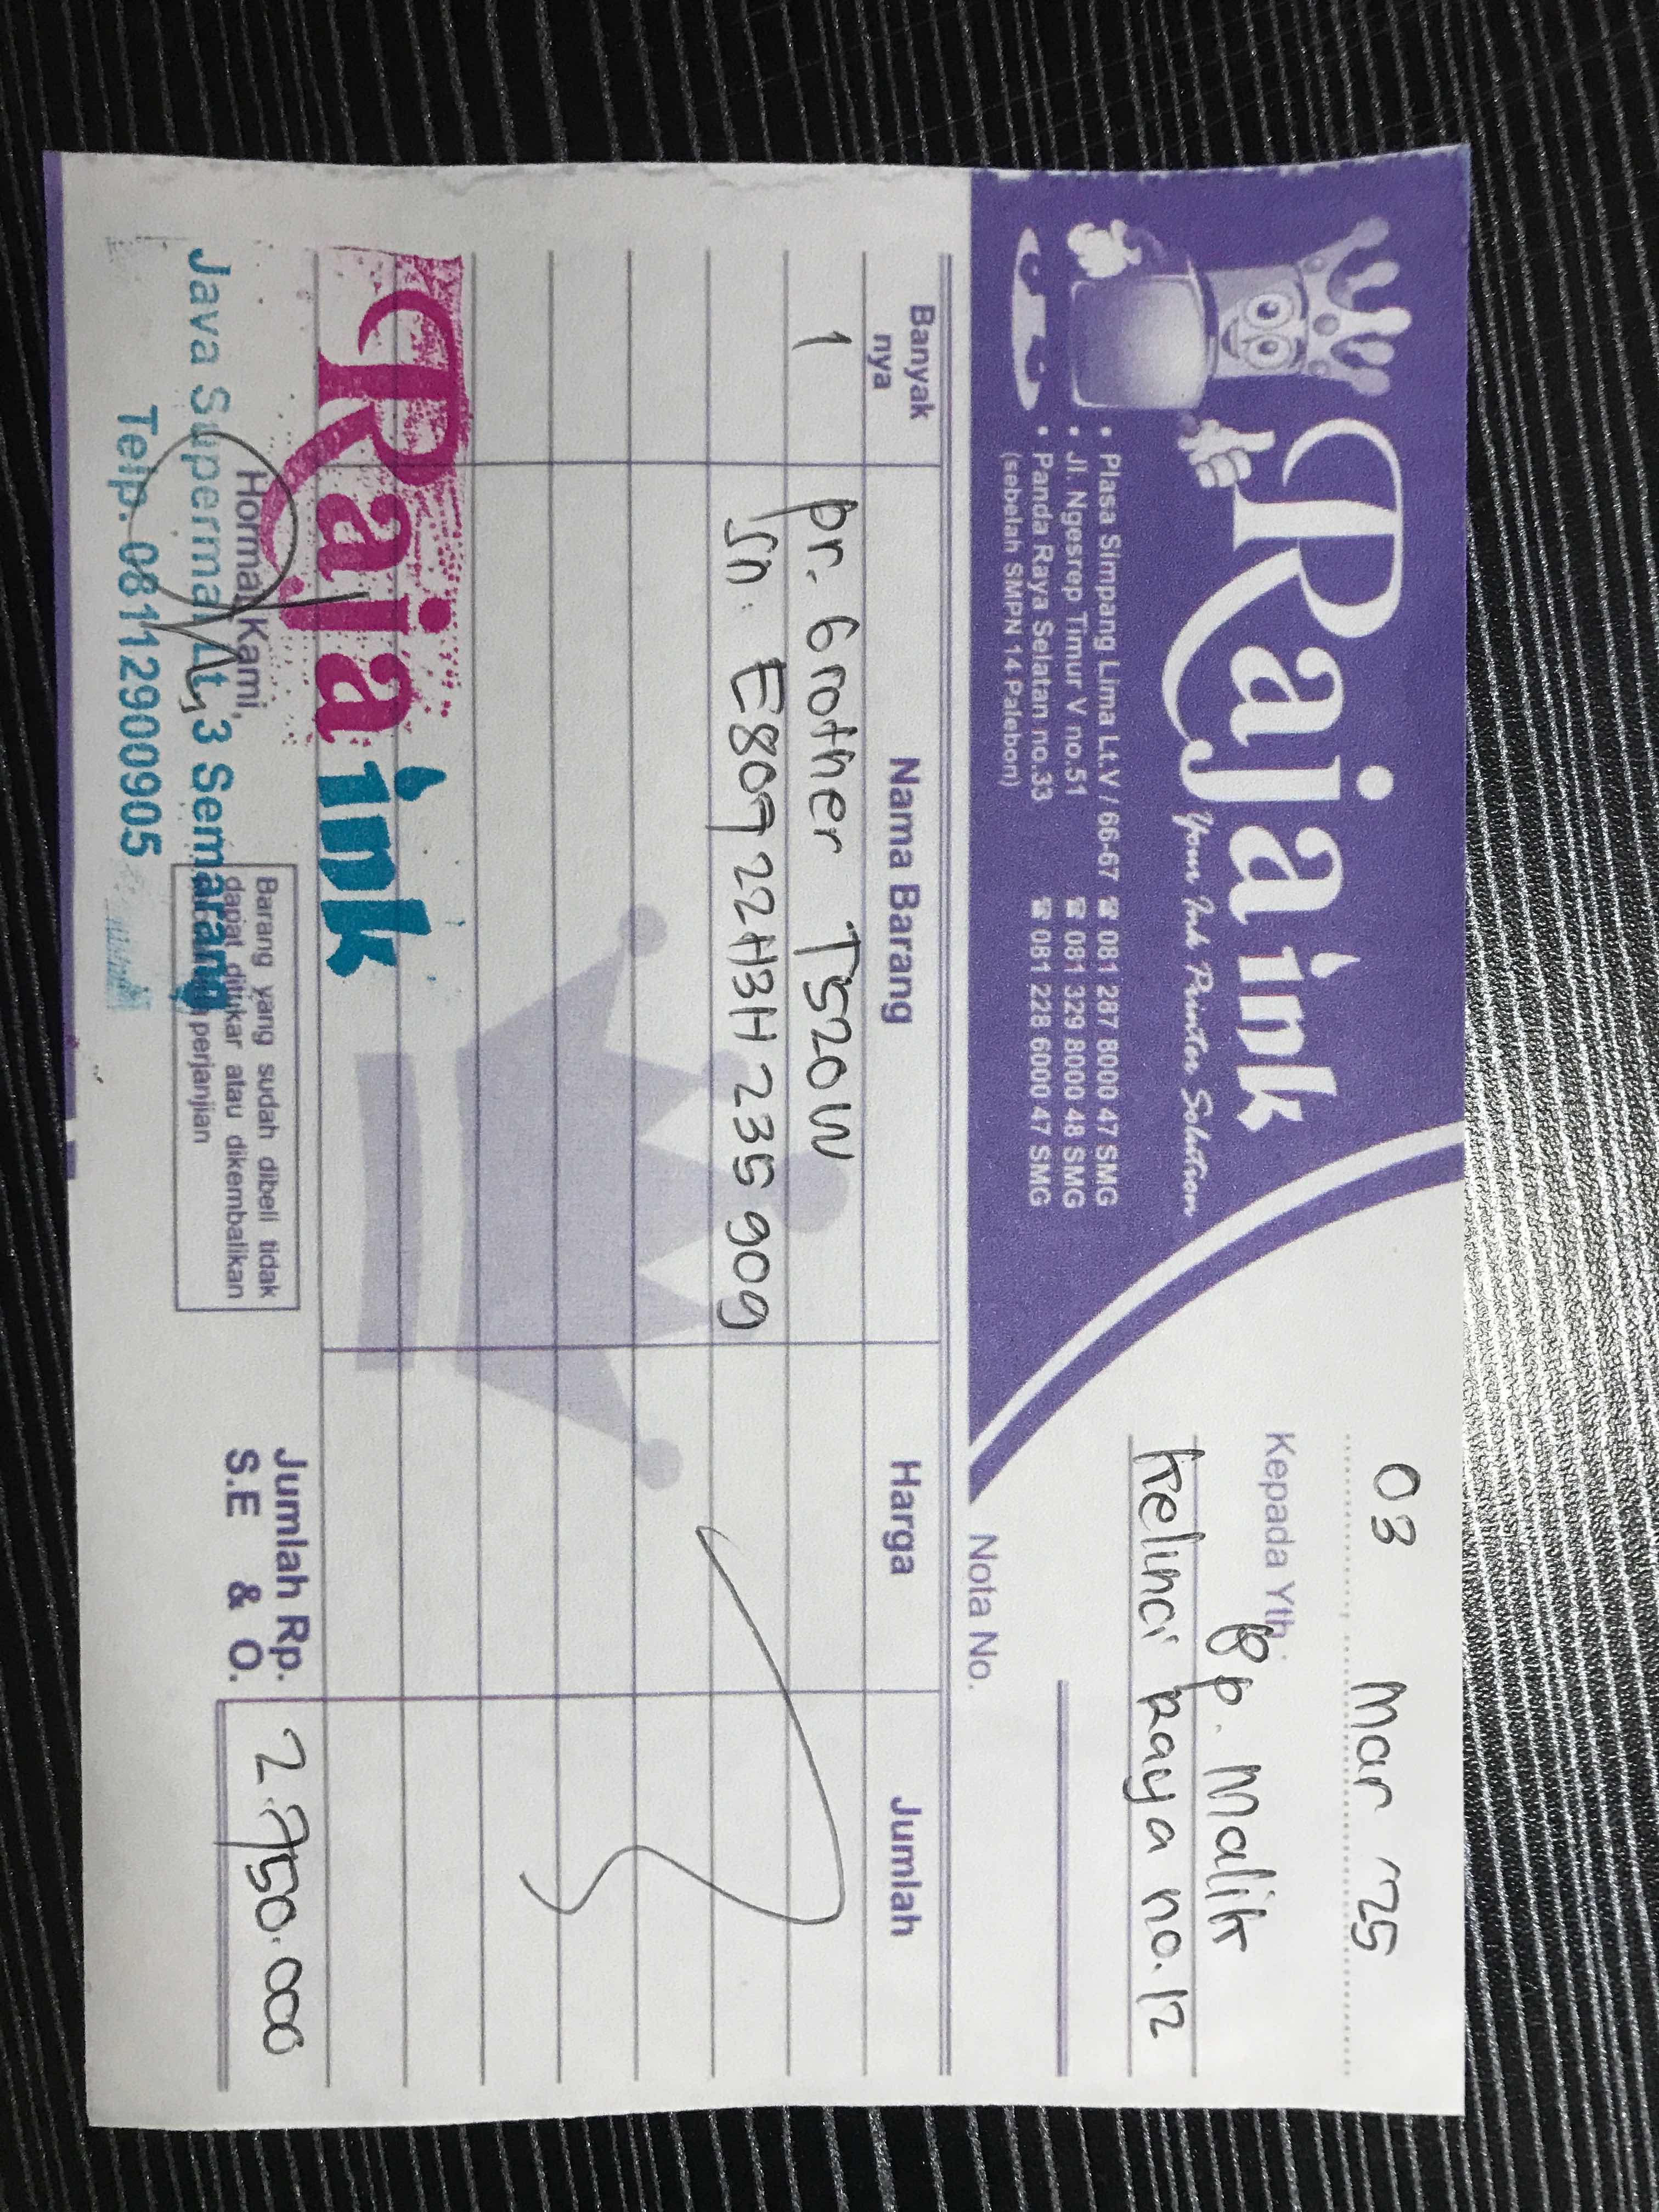 Raja ink
Your Ink Printer Solution
• Plasa Simpang Lima Lt.V / 66-67 ☎ 081 287 8000 47 SMG
• Jl. Ngesrep Timur V no.51 ☎ 081 329 8000 48 SMG
• Panda Raya Selatan no.33 ☎ 081 228 6000 47 SMG
(sebelah SMPN 14 Palebon)
03 Mar '25
Kepada Yth.
Bp. Malik
Kelinci Raya no.12
Nota No.
Banyak nya Nama Barang Harga Jumlah
1 pr. Brother T520W
sn. E80722H3H235909
Raja ink
Hormat Kami,
Java Supermall Lt, 3 Semarang
Telp. 08112900905
Barang yang sudah dibeli tidak
dapat ditukar atau dikembalikan
perjanjian
Jumlah Rp. 2.750.000
S.E & O.